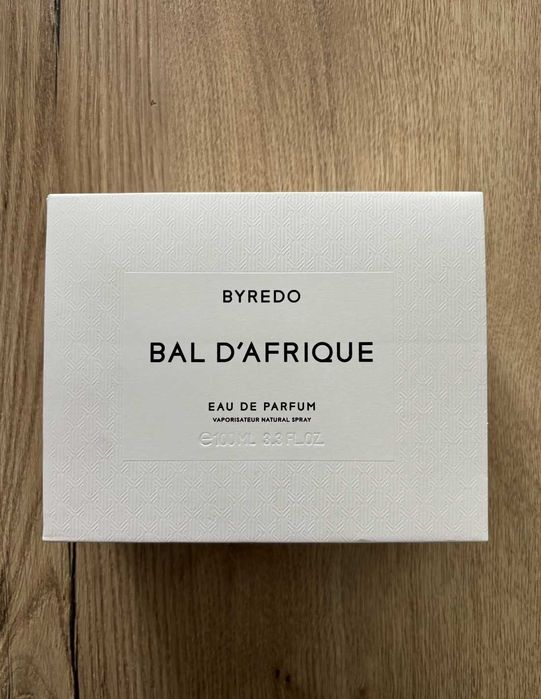 BYREDO
BAL D'AFRIQUE
EAU DE PARFUM
VAPORISATEUR NATURAL SPRAY
℮100 ML 3.3 FL.OZ.